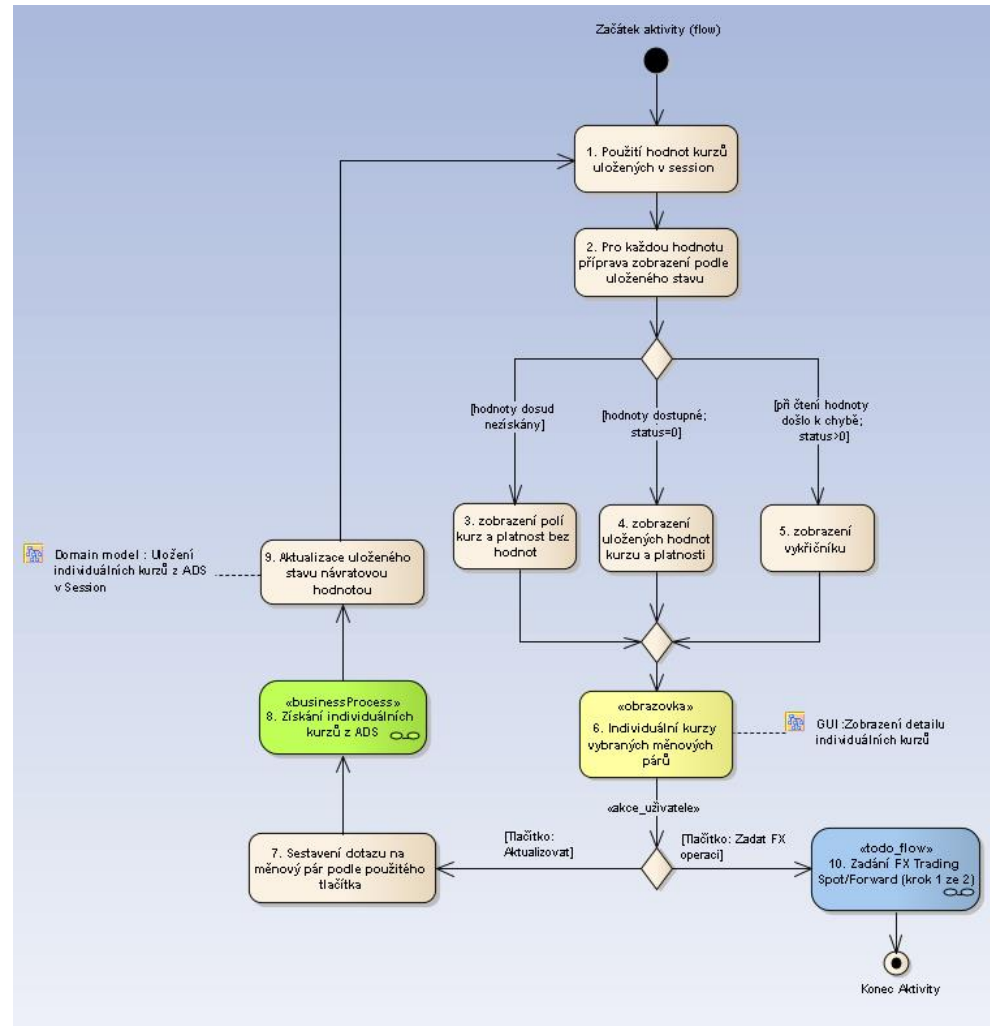 Začátek aktivity (flow)
1. Použití hodnot kurzů
uložených v session
2. Pro každou hodnotu
příprava zobrazení podle
uloženého stavu
[hodnoty dosud
nezískány]
[hodnoty dostupné;
status=0]
[při čtení hodnoty
došlo k chybě;
status>0]
3. zobrazení polí
kurz a platnost bez
hodnot
4. zobrazení
uložených hodnot
kurzu a platnosti
5. zobrazení
vykřičníku
Domain model : Uložení
individuálních kurzů z ADS
v Session
9. Aktualizace uloženého
stavu návratovou
hodnotou
«businessProcess»
8. Získání individuálních
kurzů z ADS
«obrazovka»
6. Individuální kurzy
vybraných měnových
párů
GUI :Zobrazení detailu
individuálních kurzů
«akce_uživatele»
[Tlačítko:
Aktualizovat]
[Tlačítko: Zadat FX
operaci]
7. Sestavení dotazu na
měnový pár podle použitého
tlačítka
«todo_flow»
10. Zadání FX Trading
Spot/Forward (krok 1 ze 2)
Konec Aktivity